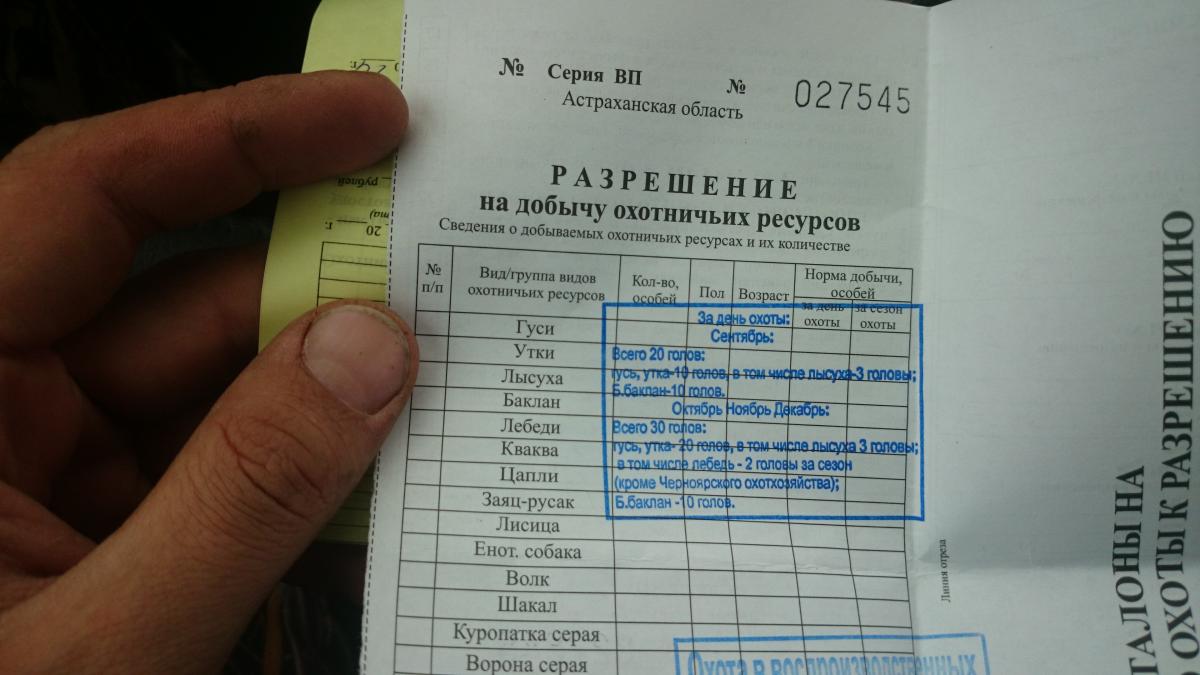 № Серия ВП № 027545
Астраханская область
РАЗРЕШЕНИЕ
на добычу охотничьих ресурсов
Сведения о добываемых охотничьих ресурсах и их количестве
№ п/п
Вид/группа видов охотничьих ресурсов
Кол-во, особей
Пол
Возраст
Норма добычи, особей
за день охоты
за сезон охоты
Гуси
Утки
Лысуха
Баклан
Лебеди
Кваква
Цапли
Заяц-русак
Лисица
Енот. собака
Волк
Шакал
Куропатка серая
Ворона серая
За день охоты:
Сентябрь:
Всего 20 голов:
гусь, утка-10 голов, в том числе лысуха-3 головы;
Б.баклан-10 голов.
Октябрь Ноябрь Декабрь:
Всего 30 голов:
гусь, утка- 20 голов, в том числе лысуха 3 головы;
в том числе лебедь - 2 головы за сезон
(кроме Черноярского охотхозяйства);
Б.баклан -10 голов.
Охота в воспроизводственных
Линия отреза
ТАЛОНЫ НА
ОХОТЫ К РАЗРЕШЕНИЮ
рублей
20 г.